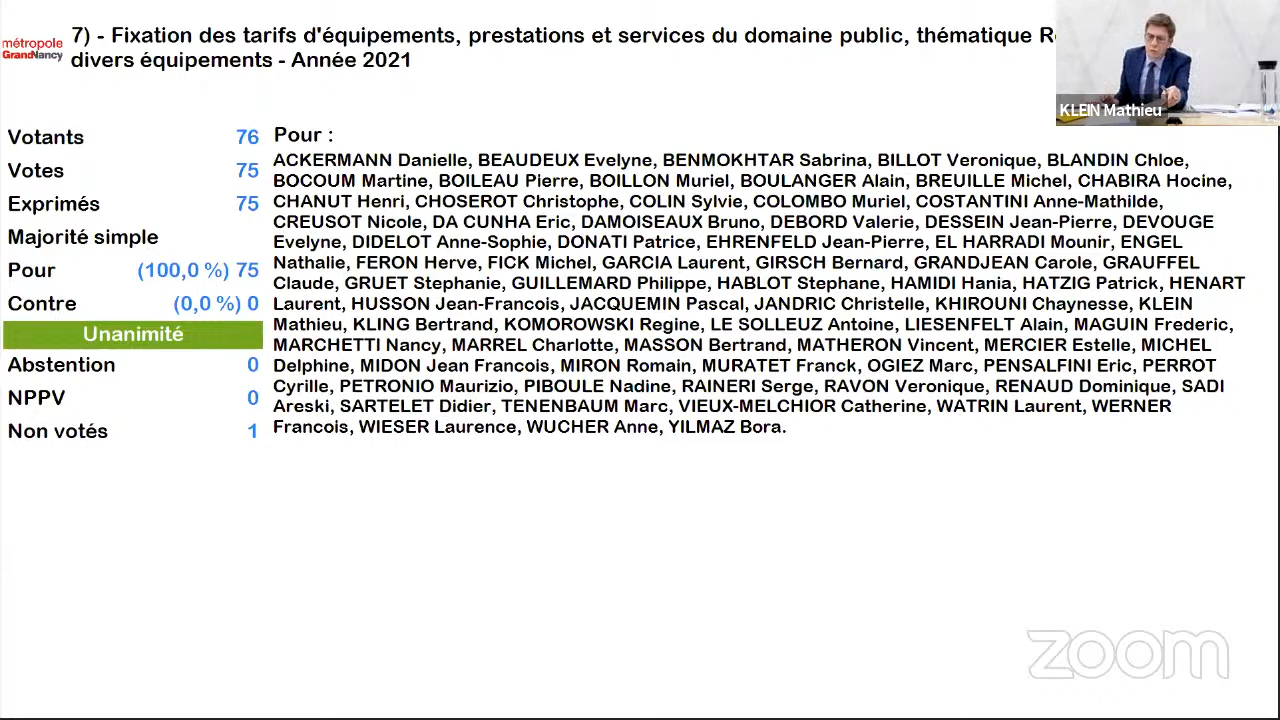 métropole
GrandNancy
7) - Fixation des tarifs d'équipements, prestations et services du domaine public, thématique
divers équipements - Année 2021
KLEIN Mathieu
Votants 76
Votes 75
Exprimés 75
Majorité simple
Pour (100,0 %) 75
Contre (0,0 %) 0
Unanimité
Abstention 0
NPPV 0
Non votés 1
Pour :
ACKERMANN Danielle, BEAUDEUX Evelyne, BENMOKHTAR Sabrina, BILLOT Veronique, BLANDIN Chloe,
BOCOUM Martine, BOILEAU Pierre, BOILLON Muriel, BOULANGER Alain, BREUILLE Michel, CHABIRA Hocine,
CHANUT Henri, CHOSEROT Christophe, COLIN Sylvie, COLOMBO Muriel, COSTANTINI Anne-Mathilde,
CREUSOT Nicole, DA CUNHA Eric, DAMOISEAUX Bruno, DEBORD Valerie, DESSEIN Jean-Pierre, DEVOUGE
Evelyne, DIDELOT Anne-Sophie, DONATI Patrice, EHRENFELD Jean-Pierre, EL HARRADI Mounir, ENGEL
Nathalie, FERON Herve, FICK Michel, GARCIA Laurent, GIRSCH Bernard, GRANDJEAN Carole, GRAUFFEL
Claude, GRUET Stephanie, GUILLEMARD Philippe, HABLOT Stephane, HAMIDI Hania, HATZIG Patrick, HENART
Laurent, HUSSON Jean-Francois, JACQUEMIN Pascal, JANDRIC Christelle, KHIROUNI Chaynesse, KLEIN
Mathieu, KLING Bertrand, KOMOROWSKI Regine, LE SOLLEUZ Antoine, LIESENFELT Alain, MAGUIN Frederic,
MARCHETTI Nancy, MARREL Charlotte, MASSON Bertrand, MATHERON Vincent, MERCIER Estelle, MICHEL
Delphine, MIDON Jean Francois, MIRON Romain, MURATET Franck, OGIEZ Marc, PENSALFINI Eric, PERROT
Cyrille, PETRONIO Maurizio, PIBOULE Nadine, RAINERI Serge, RAVON Veronique, RENAUD Dominique, SADI
Areski, SARTELET Didier, TENENBAUM Marc, VIEUX-MELCHIOR Catherine, WATRIN Laurent, WERNER
Francois, WIESER Laurence, WUCHER Anne, YILMAZ Bora.
zoom